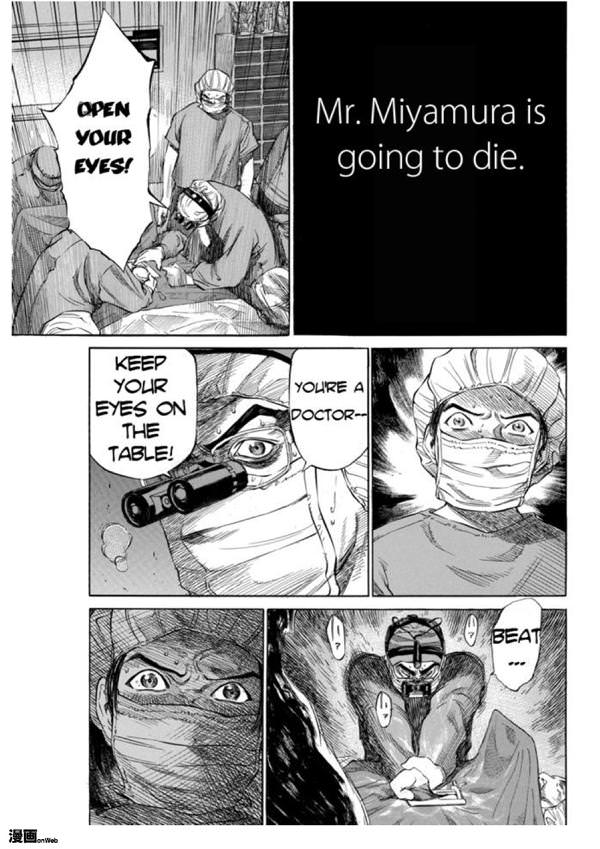 Mr. Miyamura is
going to die.
OPEN
YOUR
EYES!
YOU'RE A
DOCTOR--
KEEP
YOUR
EYES ON
THE
TABLE!
BEAT
...
漫画onWeb